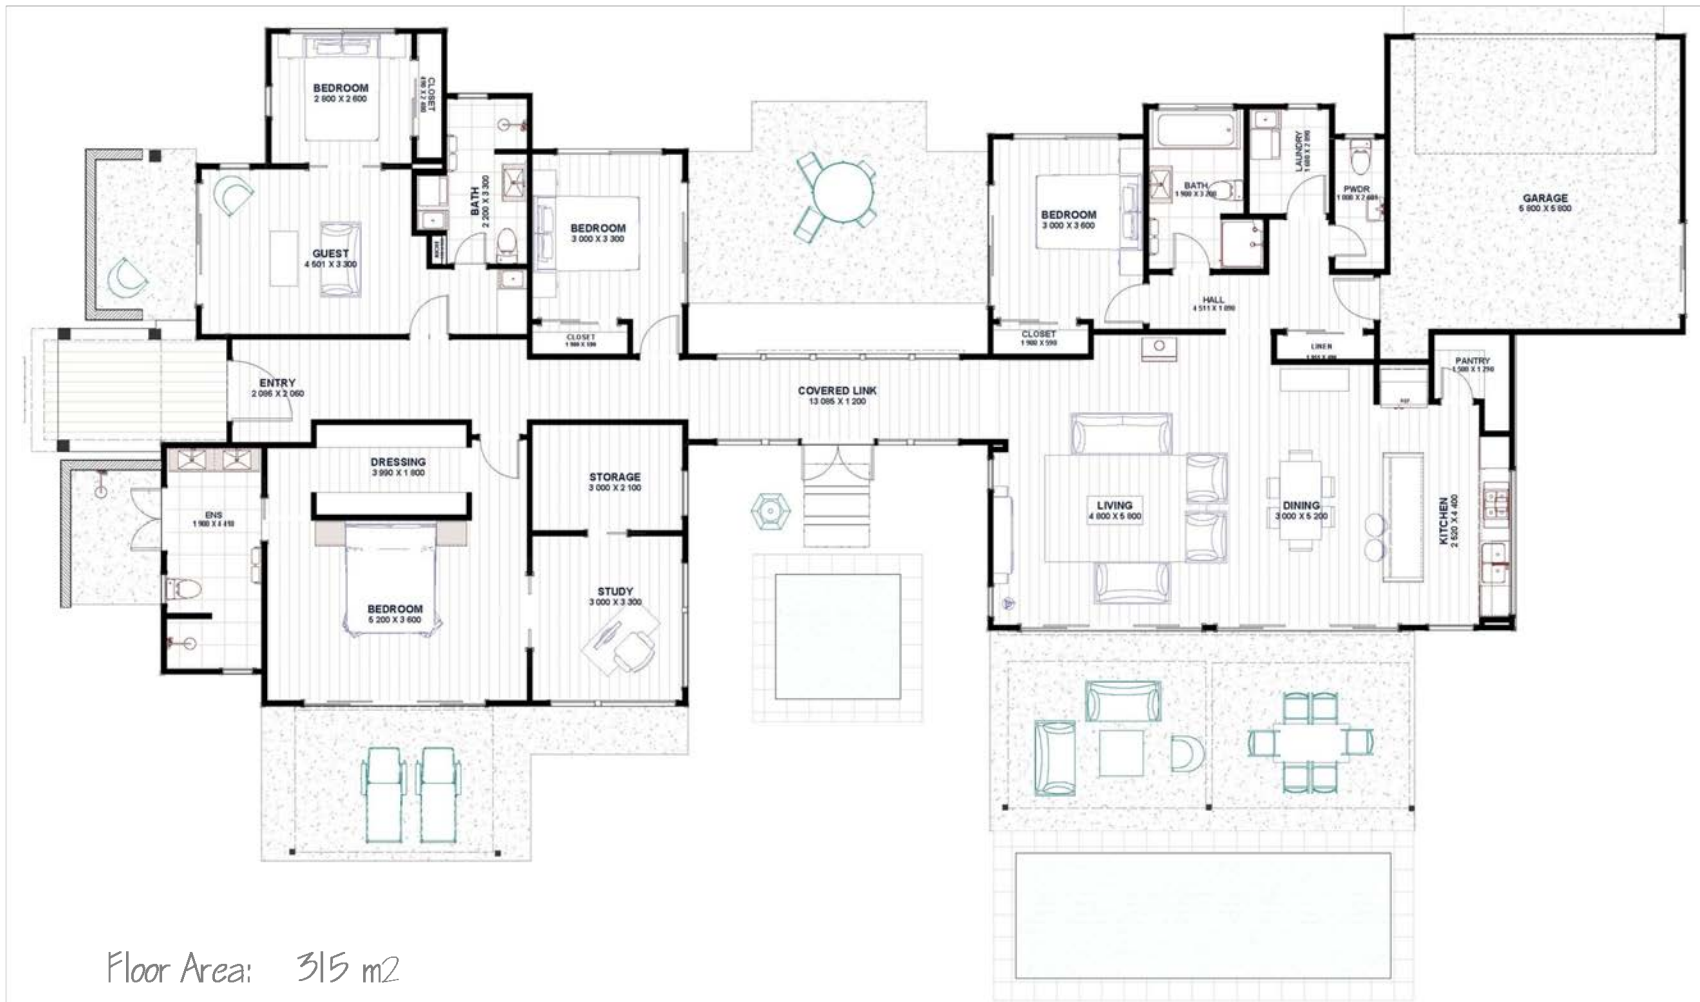 BEDROOM
2 800 X 2 600
CLOSET
GARAGE
5 800 X 5 800
LAUNDRY
BATH
PWDR
BATH
2 200 X 3 300
BEDROOM
3 000 X 3 300
BEDROOM
3 000 X 3 600
GUEST
4 501 X 3 300
HALL
CLOSET
CLOSET
1 900 X 590
LINEN
PANTRY
ENTRY
2 085 X 2 060
COVERED LINK
13 085 X 1 200
DRESSING
3 990 X 1 800
STORAGE
3 000 X 2 100
ENS
LIVING
4 800 X 5 800
DINING
3 000 X 5 200
KITCHEN
2 520 X 4 400
BEDROOM
5 200 X 3 600
STUDY
3 000 X 3 300
Floor Area: 315 m2